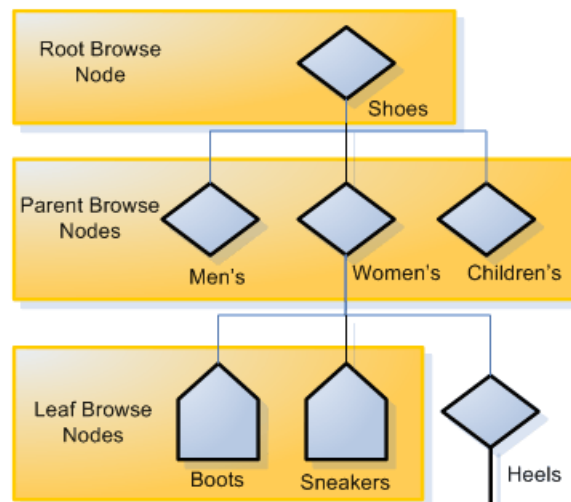 Root Browse
Node
Shoes
Parent Browse
Nodes
Men's
Women's
Children's
Leaf Browse
Nodes
Boots
Sneakers
Heels